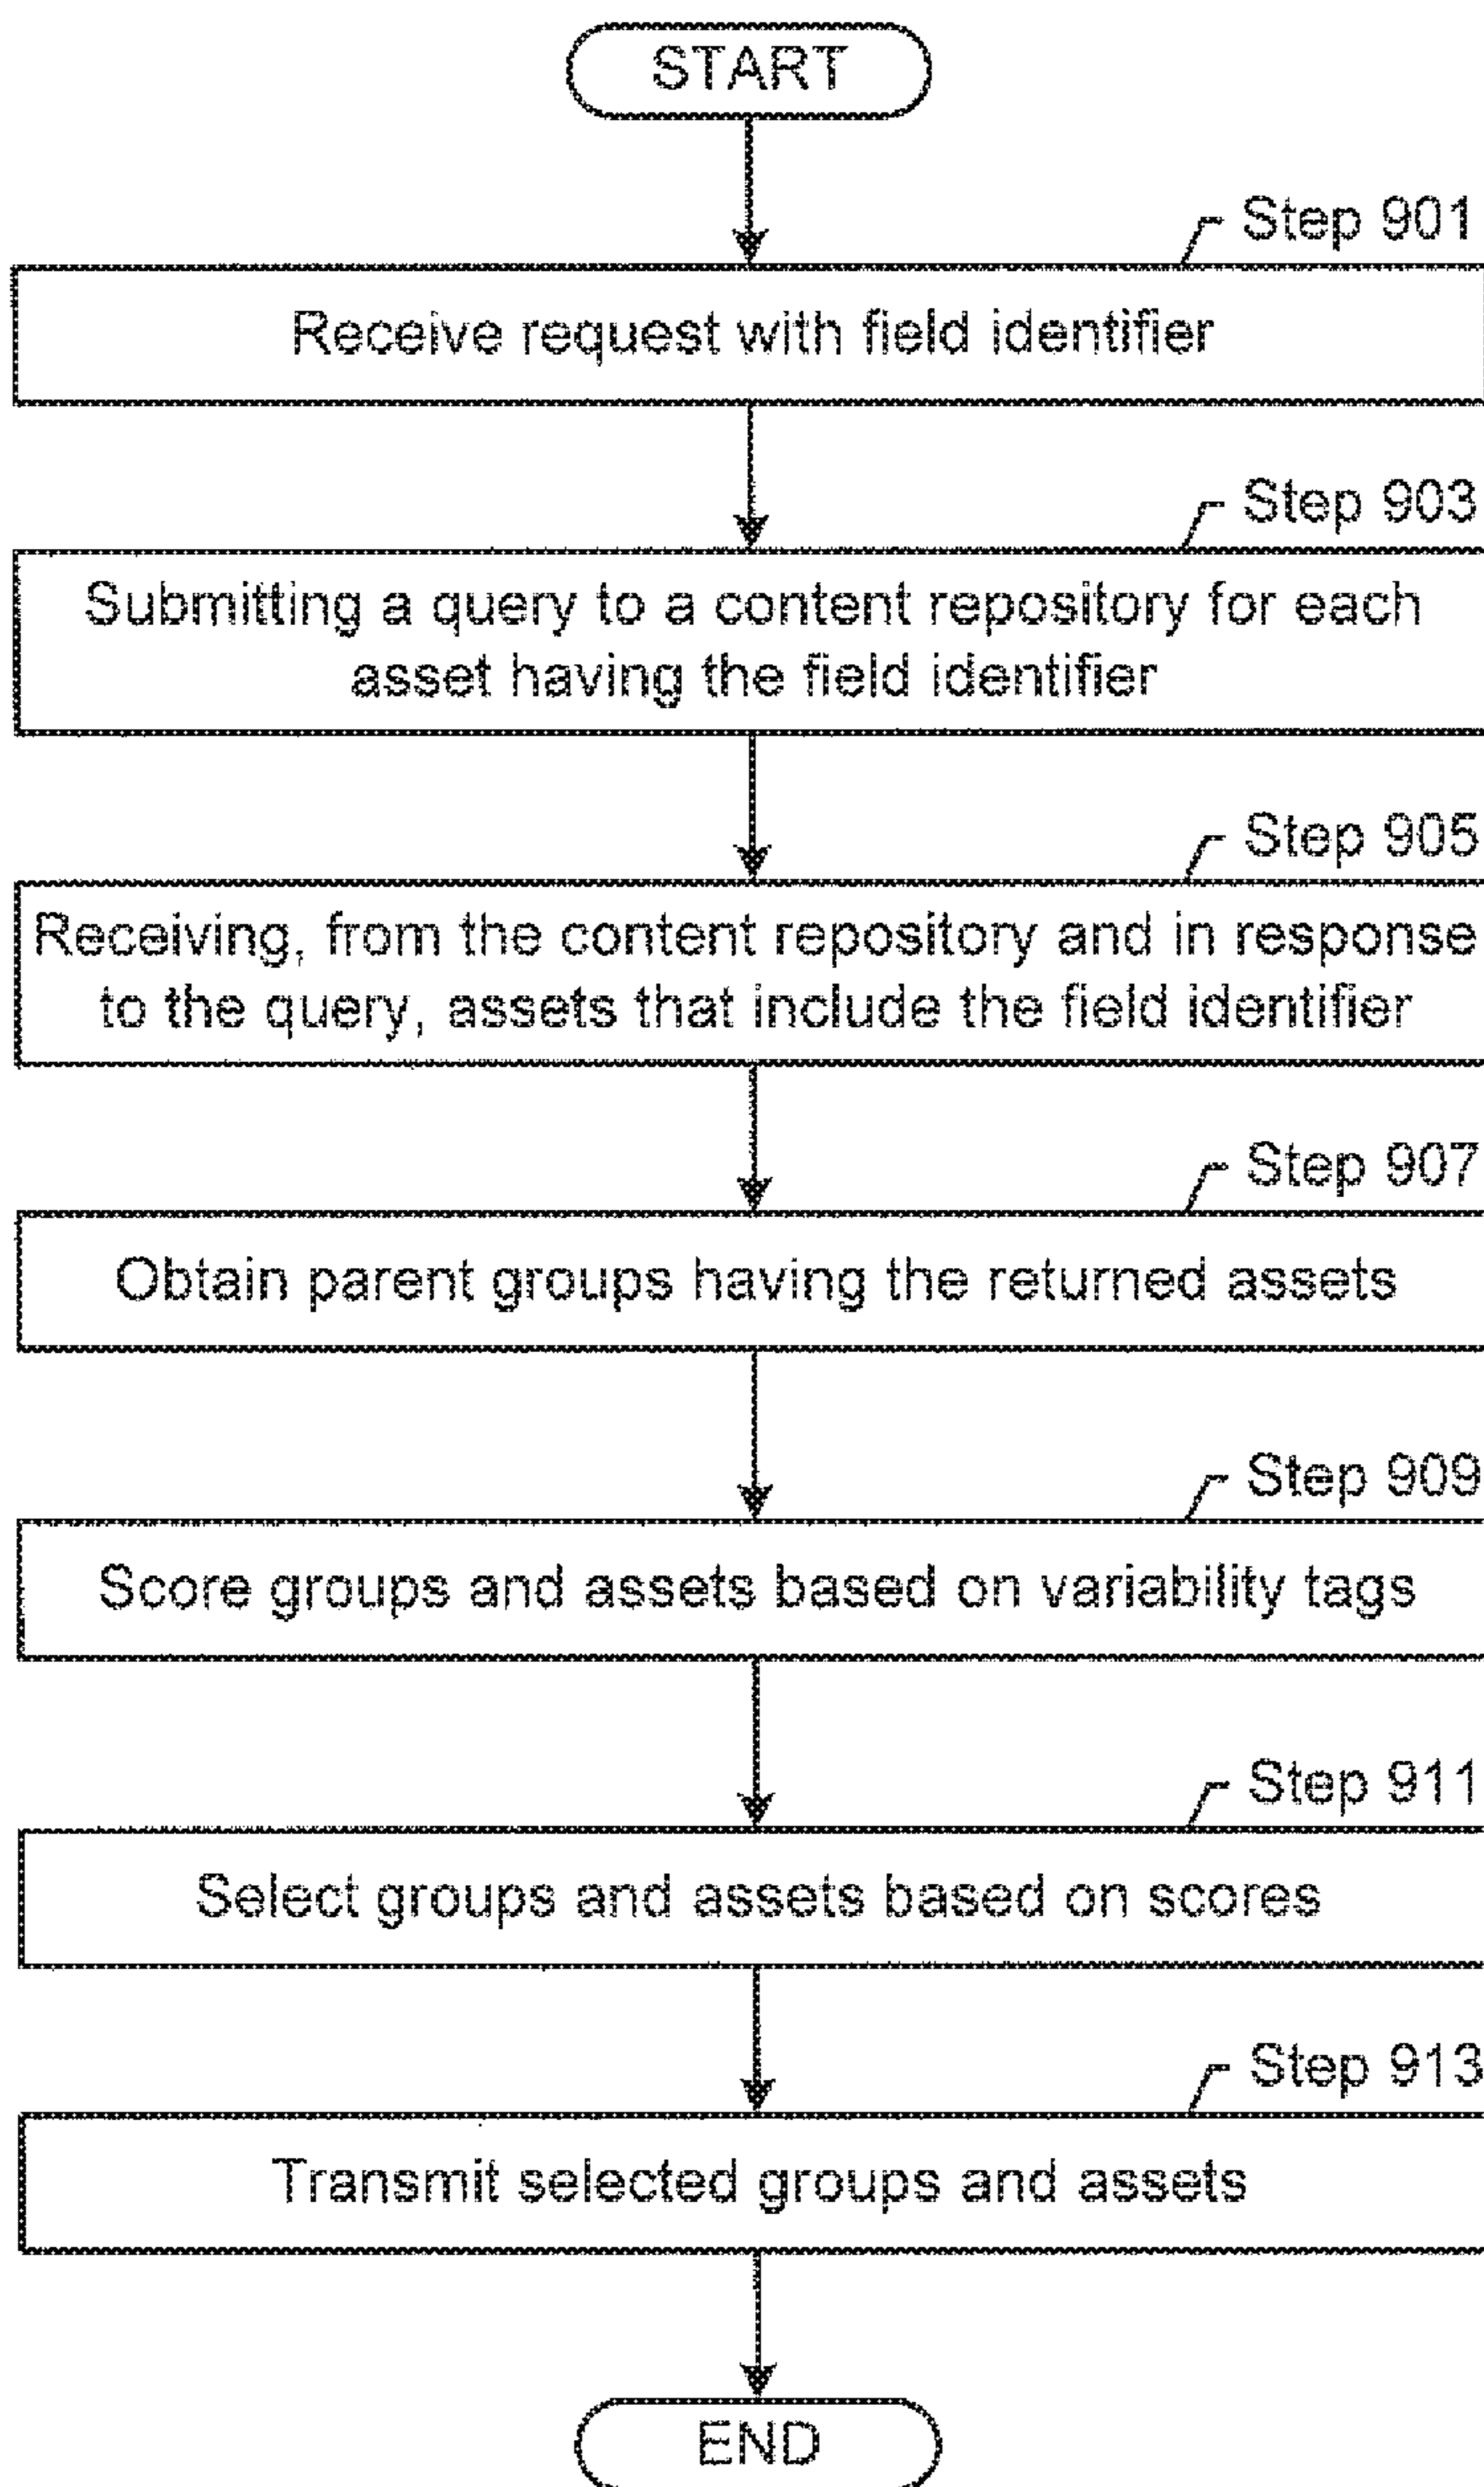 START
Step 901
Receive request with field identifier
Step 903
Submitting a query to a content repository for each
asset having the field identifier
Step 905
Receiving, from the content repository and in response
to the query, assets that include the field identifier
Step 907
Obtain parent groups having the returned assets
Step 909
Score groups and assets based on variability tags
Step 911
Select groups and assets based on scores
Step 913
Transmit selected groups and assets
END